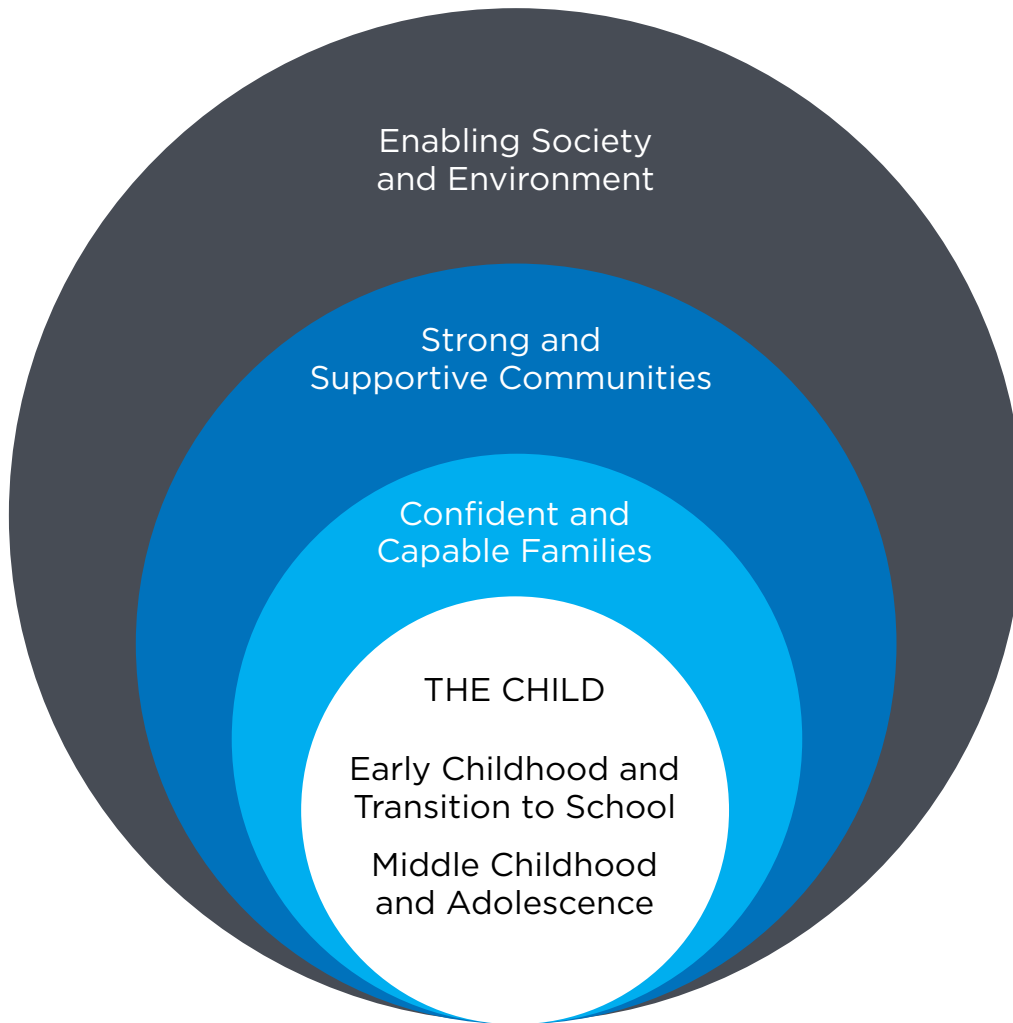 Enabling Society
and Environment
Strong and
Supportive Communities
Confident and
Capable Families
THE CHILD
Early Childhood and
Transition to School
Middle Childhood
and Adolescence